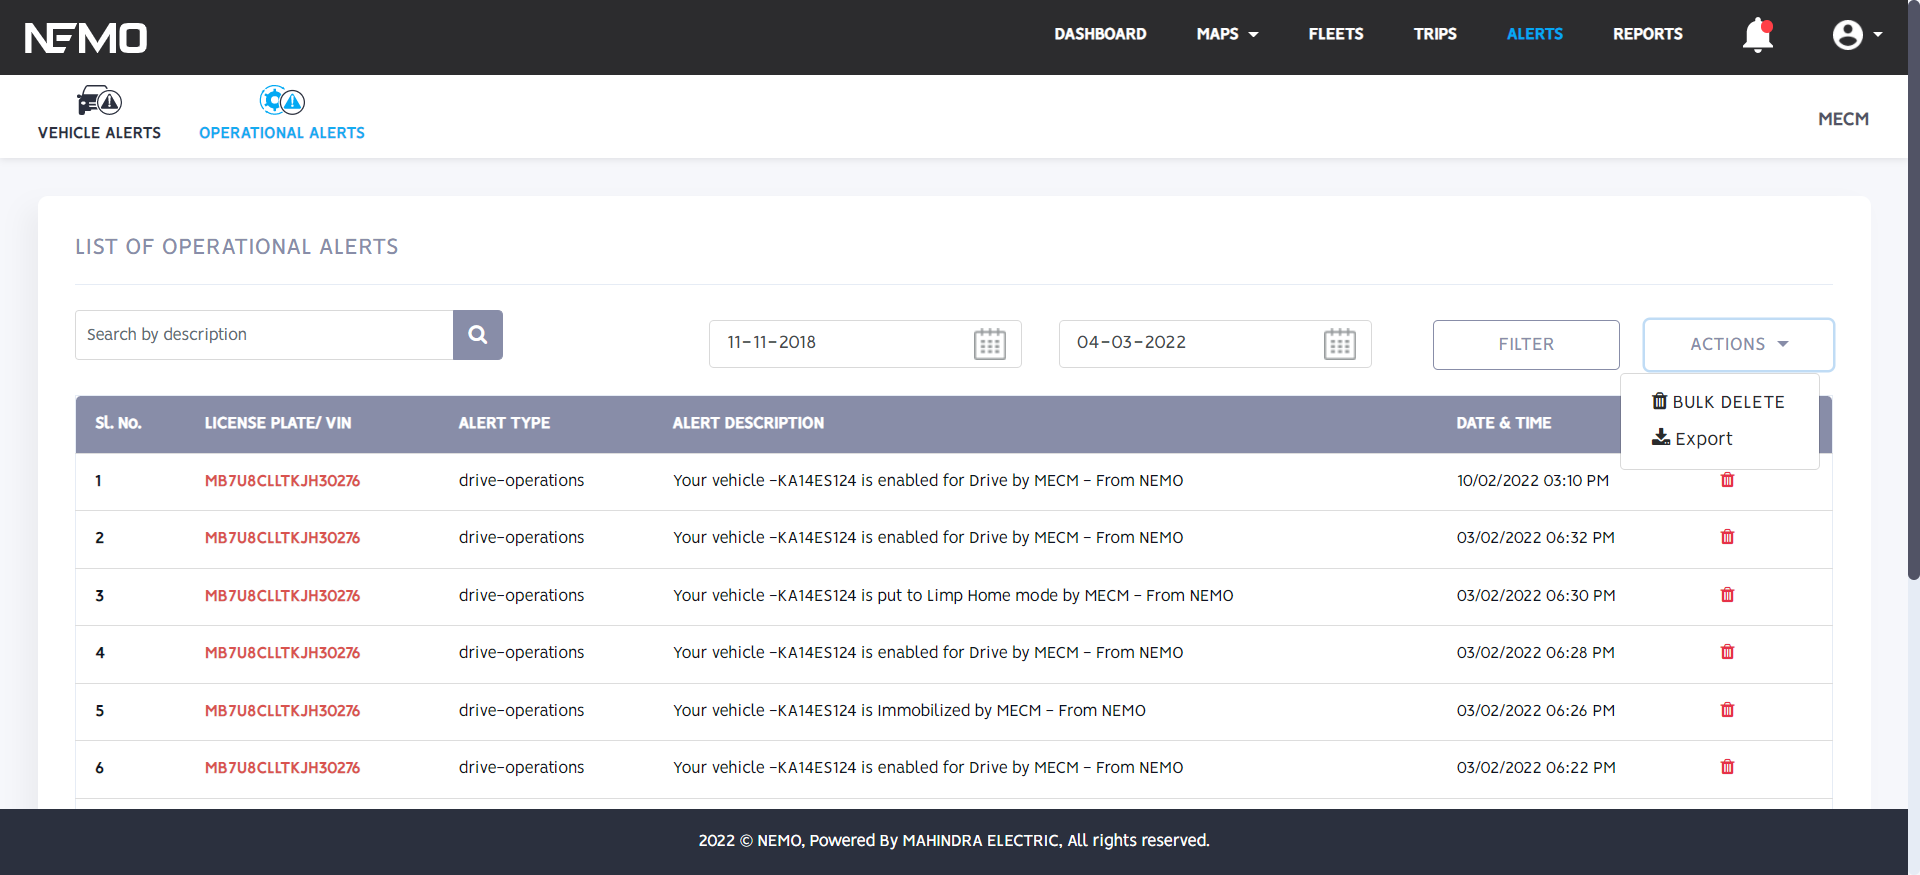 NEMO
DASHBOARD MAPS FLEETS TRIPS ALERTS REPORTS
VEHICLE ALERTS OPERATIONAL ALERTS MECM
LIST OF OPERATIONAL ALERTS
Search by description 11-11-2018 04-03-2022 FILTER ACTIONS
BULK DELETE
Export
Sl. No. LICENSE PLATE/ VIN ALERT TYPE ALERT DESCRIPTION DATE & TIME
1 MB7U8CLLTKJH30276 drive-operations Your vehicle -KA14ES124 is enabled for Drive by MECM - From NEMO 10/02/2022 03:10 PM
2 MB7U8CLLTKJH30276 drive-operations Your vehicle -KA14ES124 is enabled for Drive by MECM - From NEMO 03/02/2022 06:32 PM
3 MB7U8CLLTKJH30276 drive-operations Your vehicle -KA14ES124 is put to Limp Home mode by MECM - From NEMO 03/02/2022 06:30 PM
4 MB7U8CLLTKJH30276 drive-operations Your vehicle -KA14ES124 is enabled for Drive by MECM - From NEMO 03/02/2022 06:28 PM
5 MB7U8CLLTKJH30276 drive-operations Your vehicle -KA14ES124 is Immobilized by MECM - From NEMO 03/02/2022 06:26 PM
6 MB7U8CLLTKJH30276 drive-operations Your vehicle -KA14ES124 is enabled for Drive by MECM - From NEMO 03/02/2022 06:22 PM
2022 © NEMO, Powered By MAHINDRA ELECTRIC, All rights reserved.